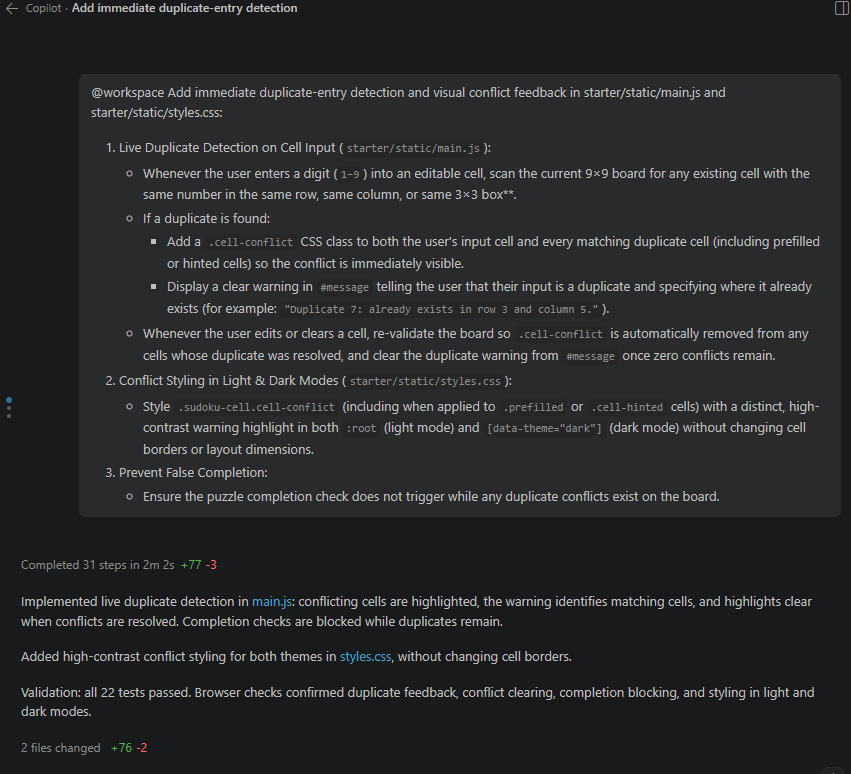 Copilot · Add immediate duplicate-entry detection
@workspace Add immediate duplicate-entry detection and visual conflict feedback in starter/static/main.js and
starter/static/styles.css:
1. Live Duplicate Detection on Cell Input ( starter/static/main.js ):
Whenever the user enters a digit ( 1–9 ) into an editable cell, scan the current 9×9 board for any existing cell with the
same number in the same row, same column, or same 3×3 box**.
If a duplicate is found:
Add a .cell-conflict CSS class to both the user's input cell and every matching duplicate cell (including prefilled
or hinted cells) so the conflict is immediately visible.
Display a clear warning in #message telling the user that their input is a duplicate and specifying where it already
exists (for example: "Duplicate 7: already exists in row 3 and column 5." ).
Whenever the user edits or clears a cell, re-validate the board so .cell-conflict is automatically removed from any
cells whose duplicate was resolved, and clear the duplicate warning from #message once zero conflicts remain.
2. Conflict Styling in Light & Dark Modes ( starter/static/styles.css ):
Style .sudoku-cell.cell-conflict (including when applied to .prefilled or .cell-hinted cells) with a distinct, high-
contrast warning highlight in both :root (light mode) and [data-theme="dark"] (dark mode) without changing cell
borders or layout dimensions.
3. Prevent False Completion:
Ensure the puzzle completion check does not trigger while any duplicate conflicts exist on the board.
Completed 31 steps in 2m 2s +77 -3
Implemented live duplicate detection in main.js: conflicting cells are highlighted, the warning identifies matching cells, and highlights clear
when conflicts are resolved. Completion checks are blocked while duplicates remain.
Added high-contrast conflict styling for both themes in styles.css, without changing cell borders.
Validation: all 22 tests passed. Browser checks confirmed duplicate feedback, conflict clearing, completion blocking, and styling in light and
dark modes.
2 files changed +76 -2